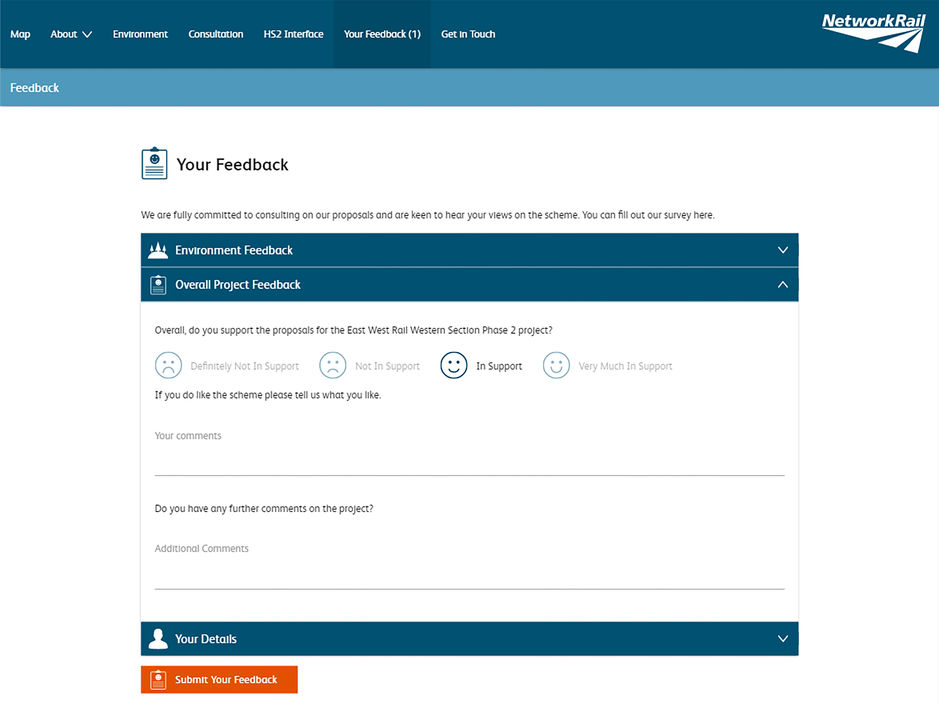 Map About Environment Consultation HS2 Interface Your Feedback (1) Get in Touch
NetworkRail
Feedback
Your Feedback
We are fully committed to consulting on our proposals and are keen to hear your views on the scheme. You can fill out our survey here.
Environment Feedback
Overall Project Feedback
Overall, do you support the proposals for the East West Rail Western Section Phase 2 project?
Definitely Not In Support Not In Support In Support Very Much In Support
If you do like the scheme please tell us what you like.
Your comments
Do you have any further comments on the project?
Additional Comments
Your Details
Submit Your Feedback